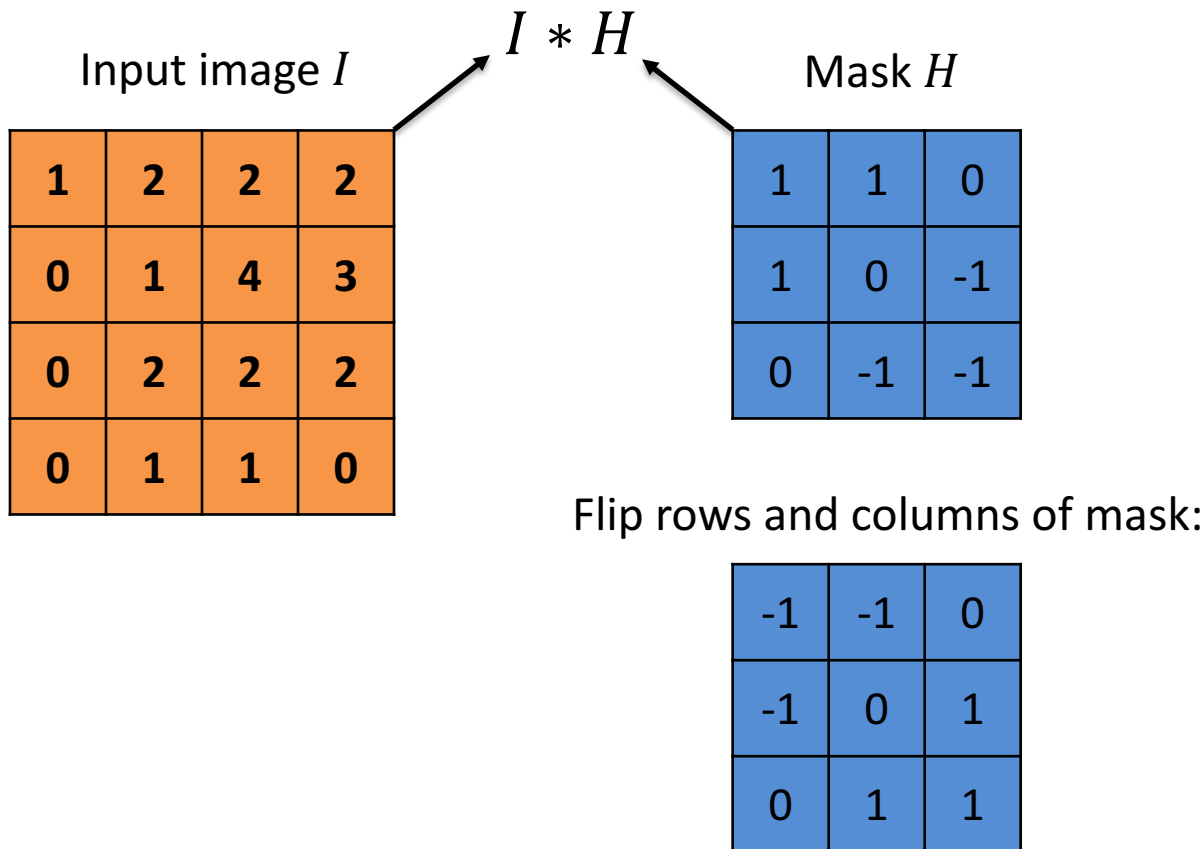 I ∗ H
Input image I
Mask H
1 2 2 2
0 1 4 3
0 2 2 2
0 1 1 0
1 1 0
1 0 -1
0 -1 -1
Flip rows and columns of mask:
-1 -1 0
-1 0 1
0 1 1